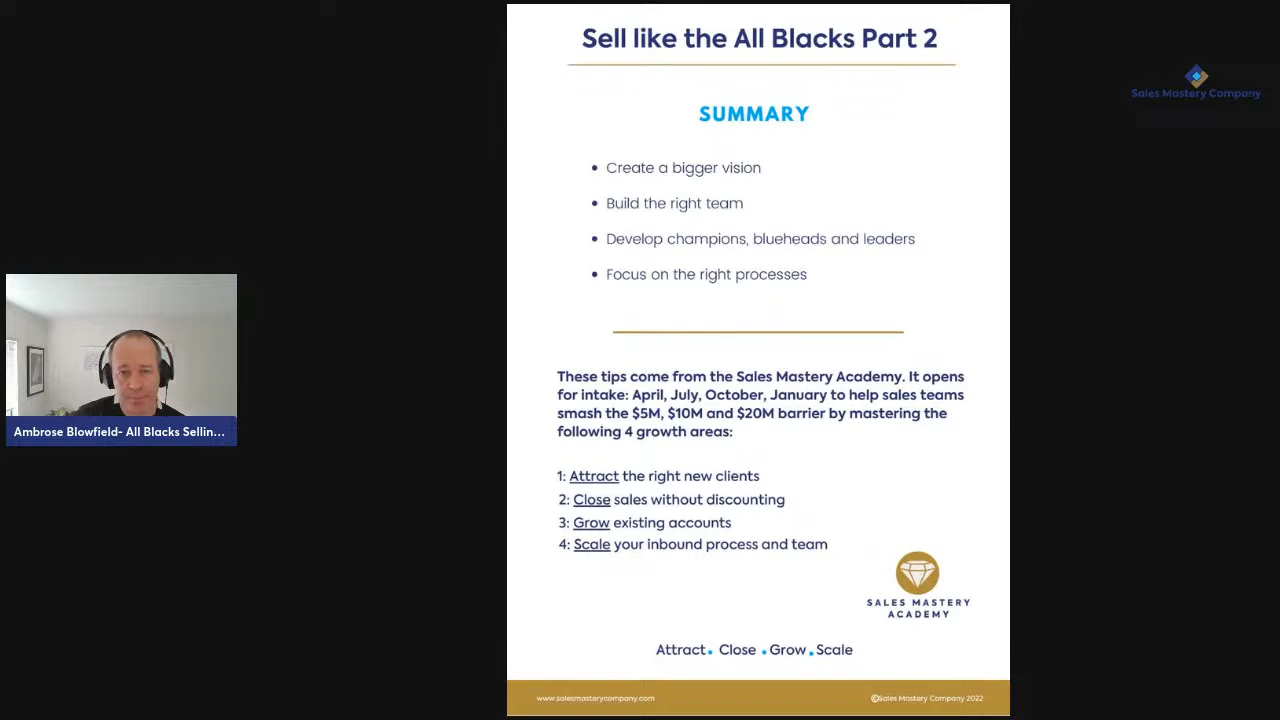 Sell like the All Blacks Part 2
Sales Mastery Company
SUMMARY
• Create a bigger vision
• Build the right team
• Develop champions, blueheads and leaders
• Focus on the right processes
These tips come from the Sales Mastery Academy. It opens
for intake: April, July, October, January to help sales teams
smash the $5M, $10M and $20M barrier by mastering the
following 4 growth areas:
Ambrose Blowfield- All Blacks Sellin...
1: Attract the right new clients
2: Close sales without discounting
3: Grow existing accounts
4: Scale your inbound process and team
SALES MASTERY
ACADEMY
Attract. Close .Grow.Scale
www.salesmasterycompany.com
©Sales Mastery Company 2022